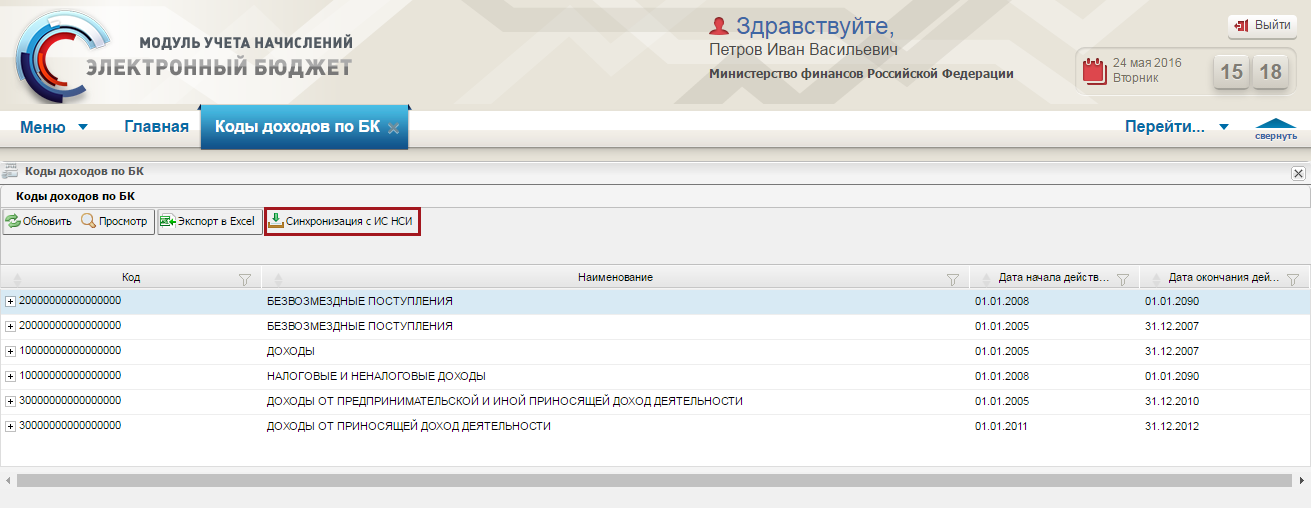 МОДУЛЬ УЧЕТА НАЧИСЛЕНИЙ
ЭЛЕКТРОННЫЙ БЮДЖЕТ
Здравствуйте,
Петров Иван Васильевич
Министерство финансов Российской Федерации
Выйти
24 мая 2016
Вторник
15 18
Меню Главная Коды доходов по БК Перейти... свернуть
Коды доходов по БК
Коды доходов по БК
Обновить Просмотр Экспорт в Excel Синхронизация с ИС НСИ
Код Наименование Дата начала действ... Дата окончания дей...
20000000000000000 БЕЗВОЗМЕЗДНЫЕ ПОСТУПЛЕНИЯ 01.01.2008 01.01.2090
20000000000000000 БЕЗВОЗМЕЗДНЫЕ ПОСТУПЛЕНИЯ 01.01.2005 31.12.2007
10000000000000000 ДОХОДЫ 01.01.2005 31.12.2007
10000000000000000 НАЛОГОВЫЕ И НЕНАЛОГОВЫЕ ДОХОДЫ 01.01.2008 01.01.2090
30000000000000000 ДОХОДЫ ОТ ПРЕДПРИНИМАТЕЛЬСКОЙ И ИНОЙ ПРИНОСЯЩЕЙ ДОХОД ДЕЯТЕЛЬНОСТИ 01.01.2005 31.12.2010
30000000000000000 ДОХОДЫ ОТ ПРИНОСЯЩЕЙ ДОХОД ДЕЯТЕЛЬНОСТИ 01.01.2011 31.12.2012